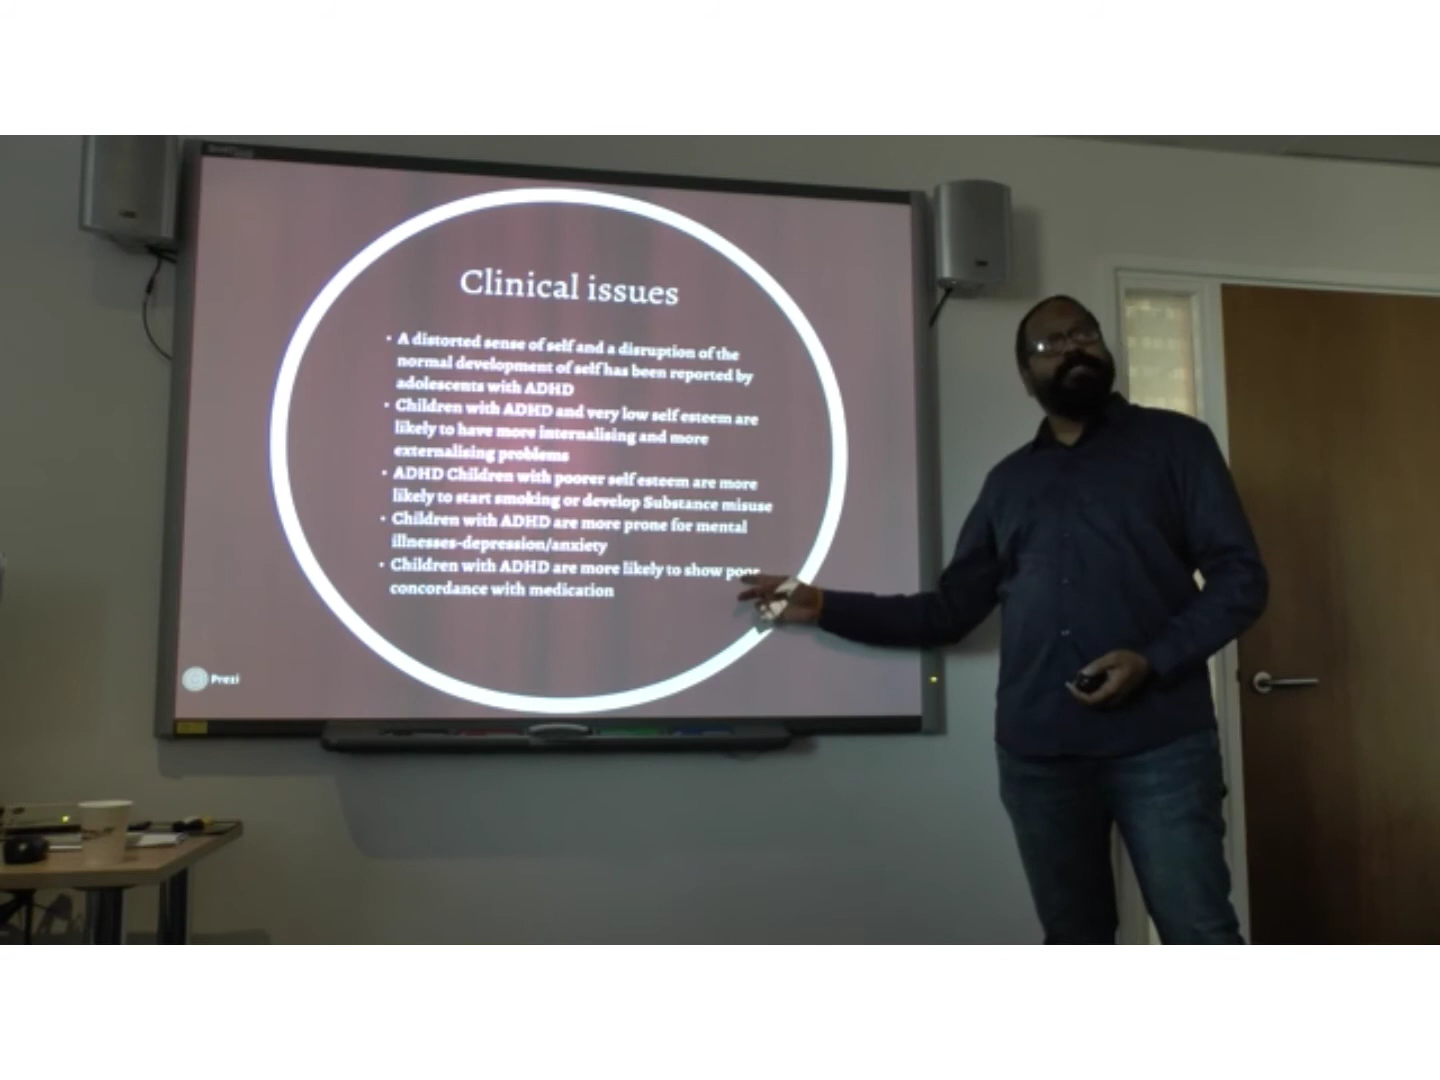 Clinical issues
• A distorted sense of self and a disruption of the
normal development of self has been reported by
adolescents with ADHD
• Children with ADHD and very low self esteem are
likely to have more internalising and more
externalising problems
• ADHD Children with poorer self esteem are more
likely to start smoking or develop Substance misuse
• Children with ADHD are more prone for mental
illnesses-depression/anxiety
• Children with ADHD are more likely to show poor
concordance with medication
Prezi